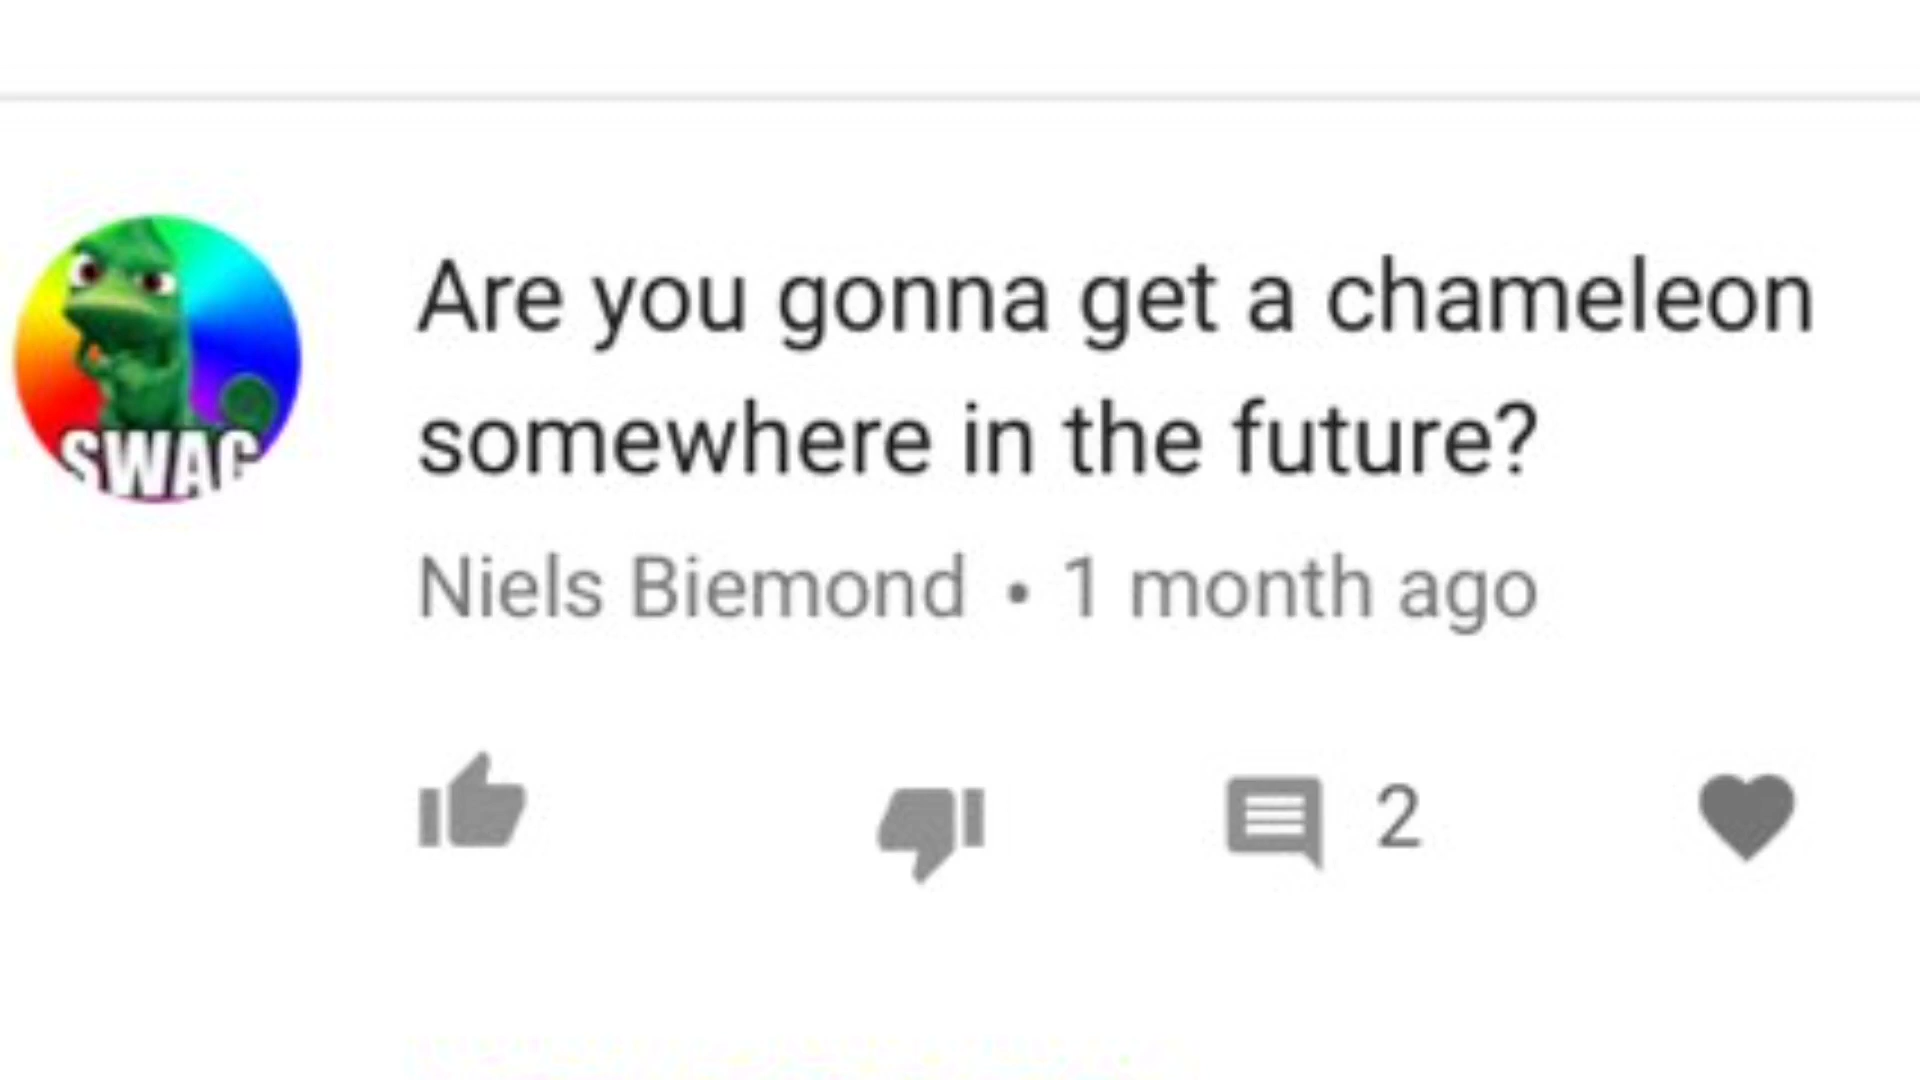 Are you gonna get a chameleon
somewhere in the future?
Niels Biemond • 1 month ago
2
SWAG